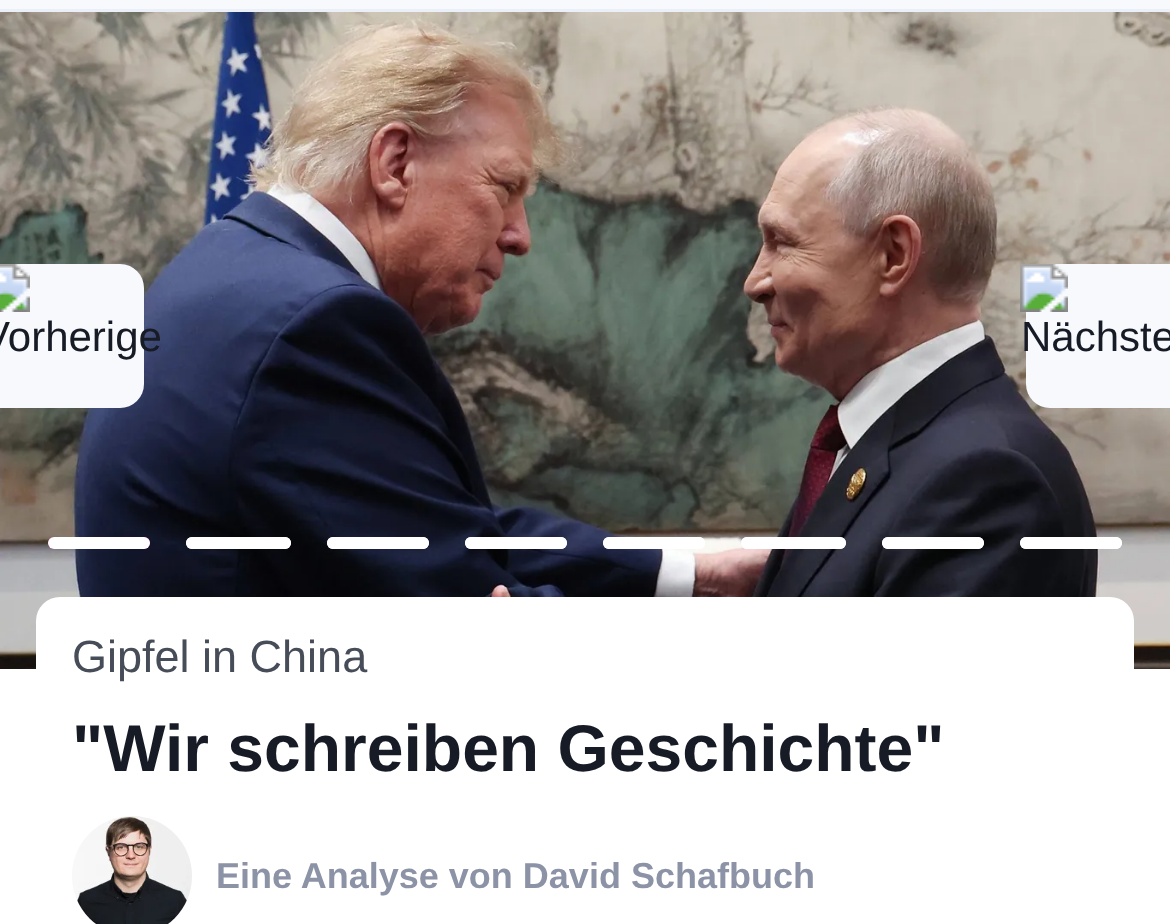 Vorherige
Nächste
Gipfel in China
"Wir schreiben Geschichte"
Eine Analyse von David Schafbuch